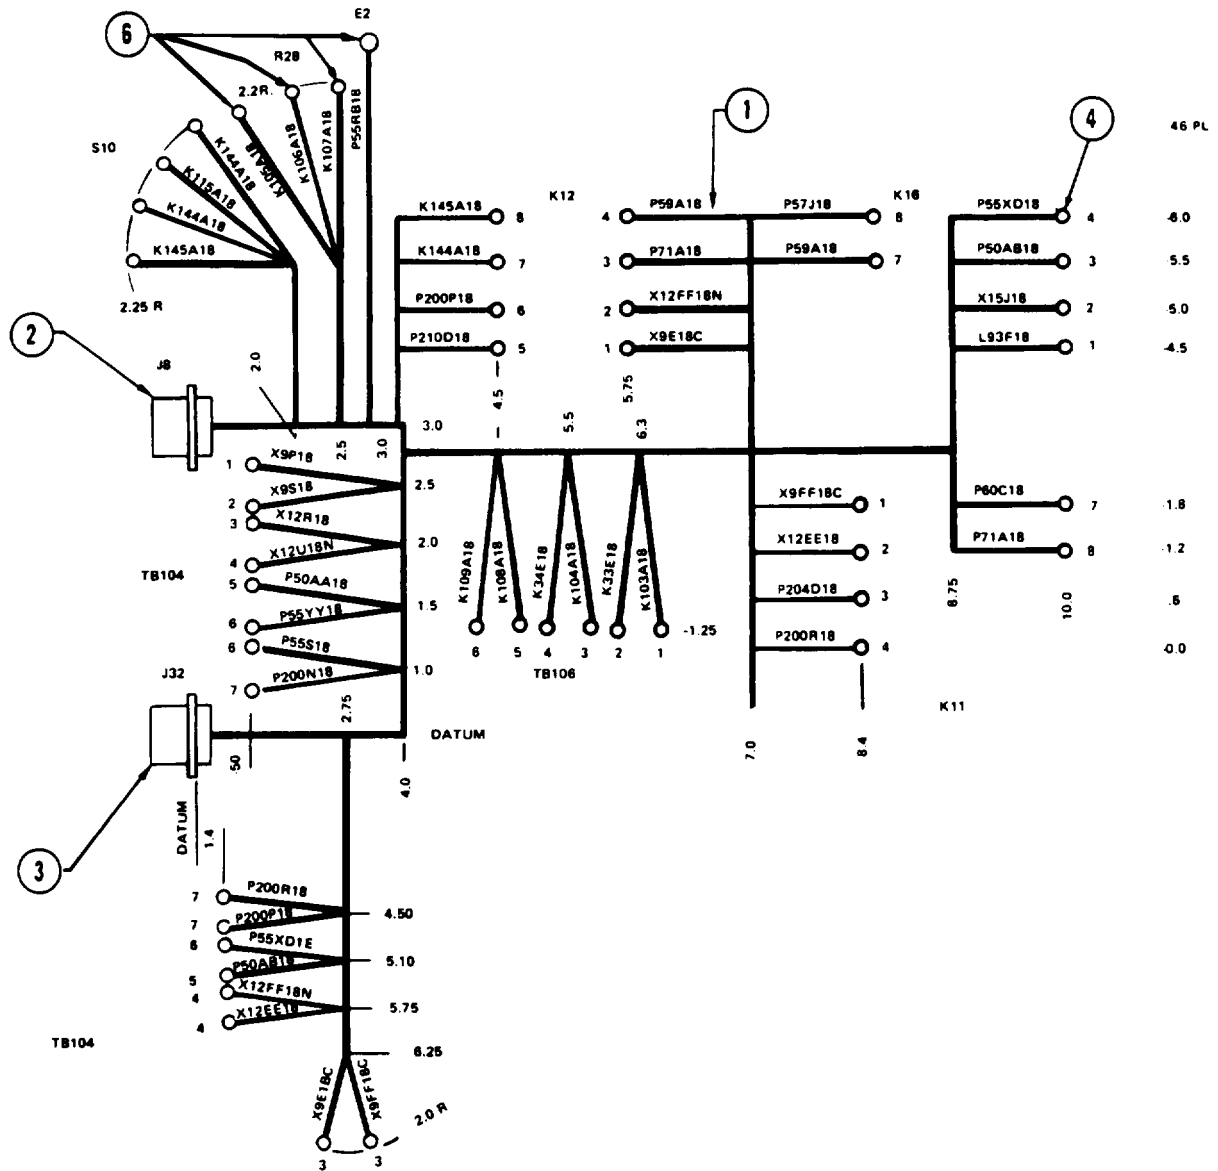 6
E2
R28
2.2R.
S10
K144A18
K115A18
K144A18
K145A18
K105A18
K106A18
K107A18
P55RB18
2.25 R
1
4
46 PL
K145A18 8
K144A18 7
P200P18 6
P210D18 5
K12
4 P59A18
3 P71A18
2 X12FF18N
1 X9E18C
K16
P57J18 8
P59A18 7
P55XD18 4 -6.0
P50AB18 3 5.5
X15J18 2 -5.0
L93F18 1 -4.5
2
J8
2.0
2.5
3.0
3.0
4.5
5.5
5.75
6.3
1 X9P18
2 X9S18
2.5
3 X12R18
4 X12U18N
2.0
TB104
5 P50AA18
6 P55YY18
1.5
6 P55S18
7 P200N18
1.0
K109A18
K108A18
K34E18
K104A18
K33E18
K103A18
6 5 4 3 2 1 -1.25
TB106
X9FF18C 1
X12EE18 2
P204D18 3
P200R18 4
K11
P60C18 7 1.8
P71A18 8 -1.2
.6
-0.0
8.75
10.0
7.0
8.4
J32
2.75
DATUM
.50
4.0
3
DATUM
1.4
7 P200R18
7 P200P18
4.50
6 P55XD1E
5 P50AB18
5.10
4 X12FF18N
4 X12EE18
5.75
TB104
6.25
X9E18C
X9FF18C
2.0 R
3 3